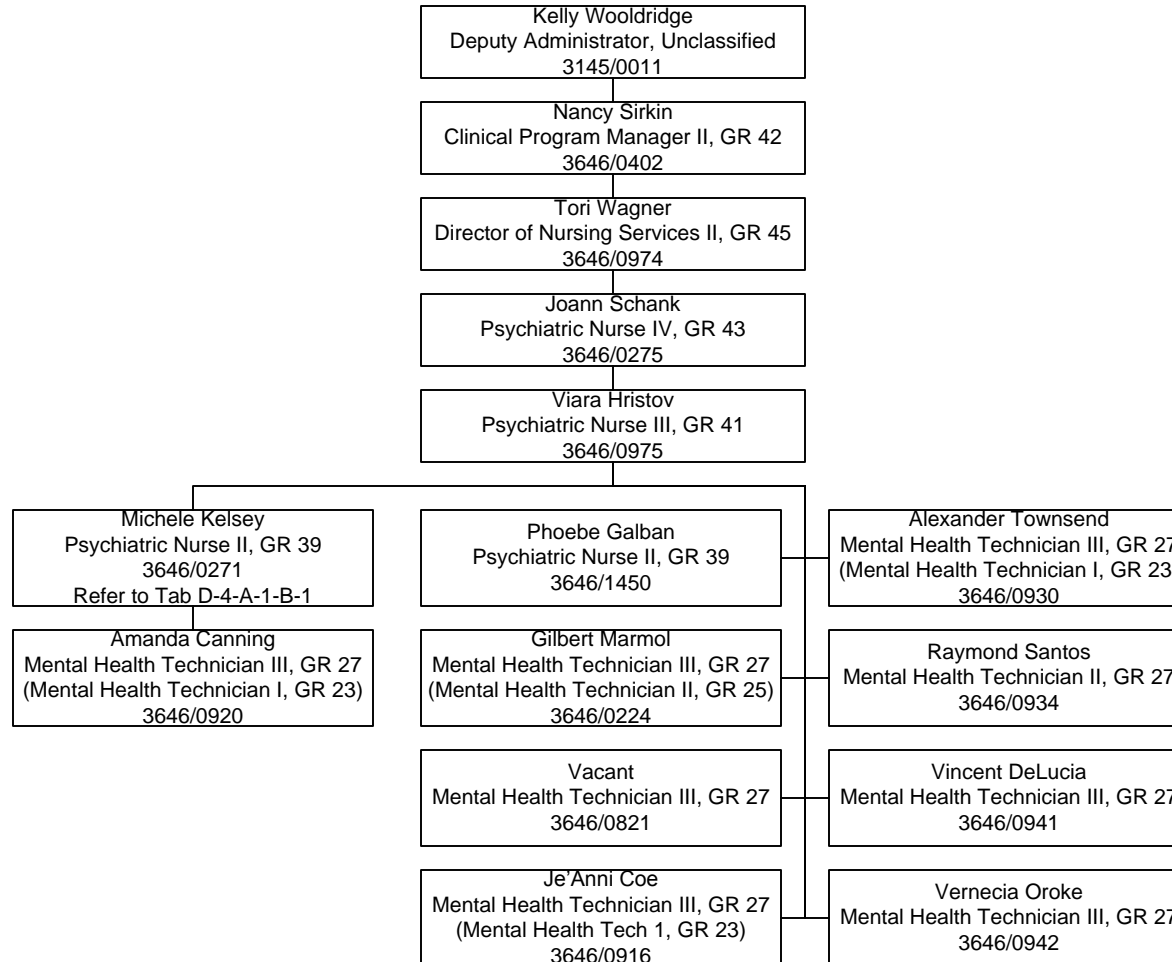 Kelly Wooldridge
Deputy Administrator, Unclassified
3145/0011
Nancy Sirkin
Clinical Program Manager II, GR 42
3646/0402
Tori Wagner
Director of Nursing Services II, GR 45
3646/0974
Joann Schank
Psychiatric Nurse IV, GR 43
3646/0275
Viara Hristov
Psychiatric Nurse III, GR 41
3646/0975
Michele Kelsey
Psychiatric Nurse II, GR 39
3646/0271
Refer to Tab D-4-A-1-B-1
Phoebe Galban
Psychiatric Nurse II, GR 39
3646/1450
Alexander Townsend
Mental Health Technician III, GR 27
(Mental Health Technician I, GR 23
3646/0930
Amanda Canning
Mental Health Technician III, GR 27
(Mental Health Technician I, GR 23)
3646/0920
Gilbert Marmol
Mental Health Technician III, GR 27
(Mental Health Technician II, GR 25)
3646/0224
Raymond Santos
Mental Health Technician II, GR 27
3646/0934
Vacant
Mental Health Technician III, GR 27
3646/0821
Vincent DeLucia
Mental Health Technician III, GR 27
3646/0941
Je’Anni Coe
Mental Health Technician III, GR 27
(Mental Health Tech 1, GR 23)
3646/0916
Vernecia Oroke
Mental Health Technician III, GR 27
3646/0942